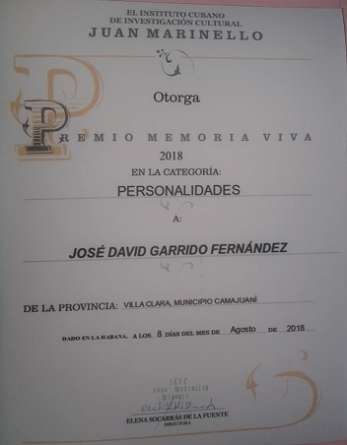 EL INSTITUTO CUBANO
DE INVESTIGACIÓN CULTURAL
JUAN MARINELLO
Otorga
PREMIO MEMORIA VIVA
2018
EN LA CATEGORÍA:
PERSONALIDADES
A:
JOSÉ DAVID GARRIDO FERNÁNDEZ
DE LA PROVINCIA: VILLA CLARA, MUNICIPIO CAMAJUANÍ
DADO EN LA HABANA, A LOS 8 DÍAS DEL MES DE Agosto DE 2018
ELENA SOCARRÁS DE LA FUENTE
DIRECTORA